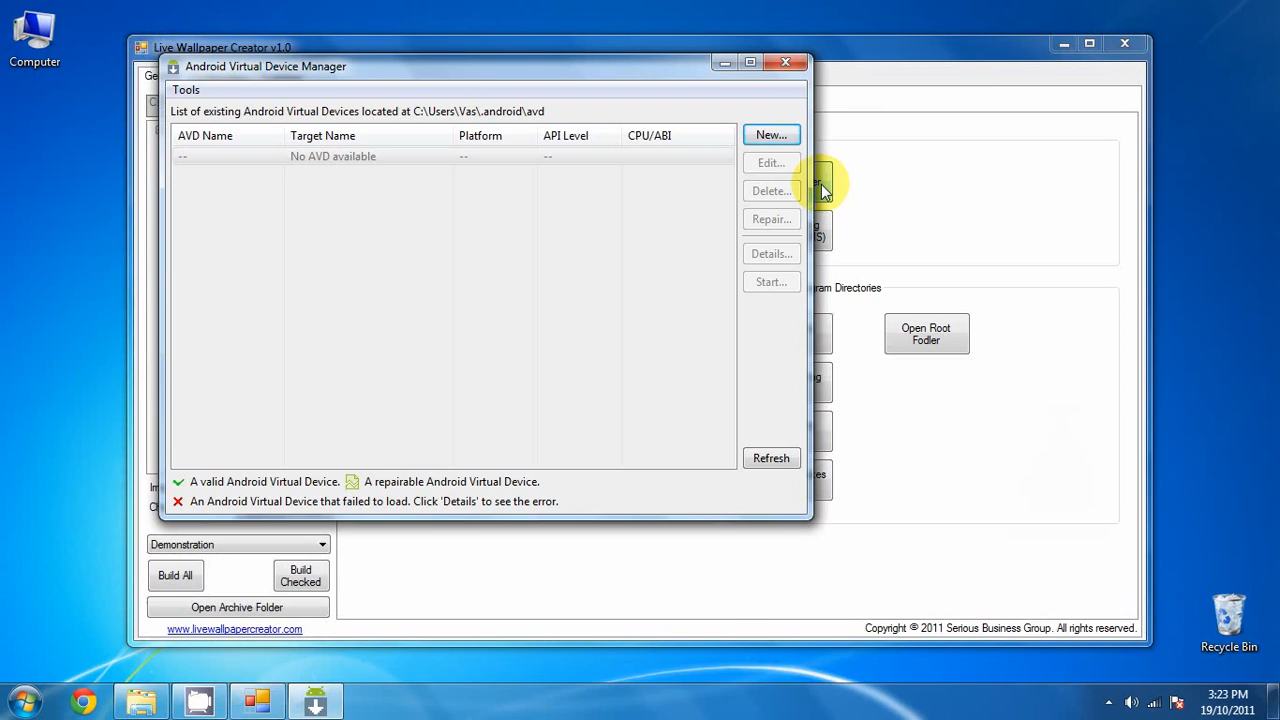 Computer
Live Wallpaper Creator v1.0
Android Virtual Device Manager
Tools
List of existing Android Virtual Devices located at C:\Users\Vas\.android\avd
AVD Name Target Name Platform API Level CPU/ABI
-- No AVD available -- --
New...
Edit...
Delete...
Repair...
Details...
Start...
Refresh
A valid Android Virtual Device. A repairable Android Virtual Device.
An Android Virtual Device that failed to load. Click 'Details' to see the error.
Open Root
Fodler
Demonstration
Build All
Build
Checked
Open Archive Folder
www.livewallpapercreator.com
Copyright © 2011 Serious Business Group. All rights reserved.
Recycle Bin
3:23 PM
19/10/2011